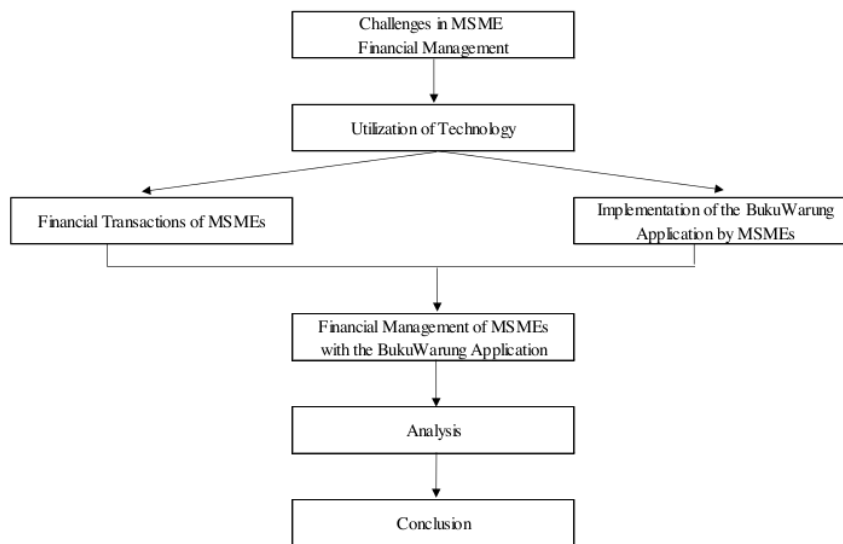 Challenges in MSME
Financial Management
Utilization of Technology
Financial Transactions of MSMEs
Implementation of the BukuWarung
Application by MSMEs
Financial Management of MSMEs
with the BukuWarung Application
Analysis
Conclusion